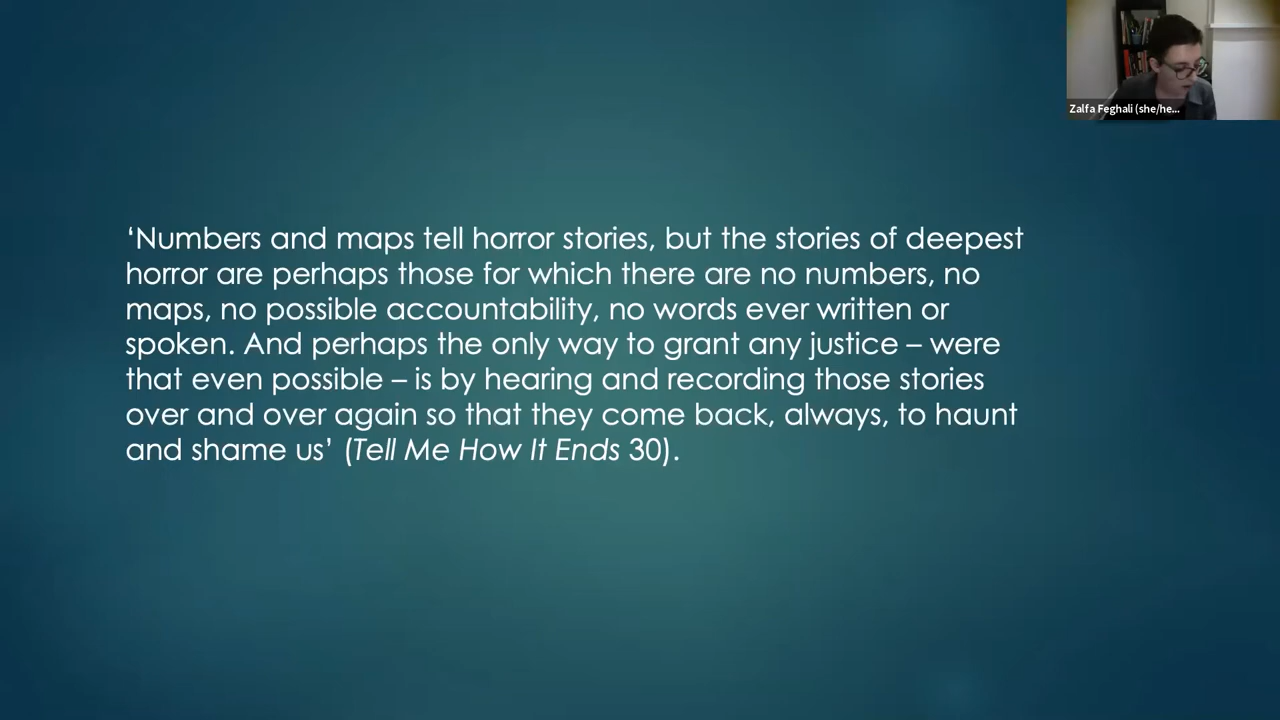 Zalfa Feghali (she/he...
‘Numbers and maps tell horror stories, but the stories of deepest
horror are perhaps those for which there are no numbers, no
maps, no possible accountability, no words ever written or
spoken. And perhaps the only way to grant any justice – were
that even possible – is by hearing and recording those stories
over and over again so that they come back, always, to haunt
and shame us’ (Tell Me How It Ends 30).